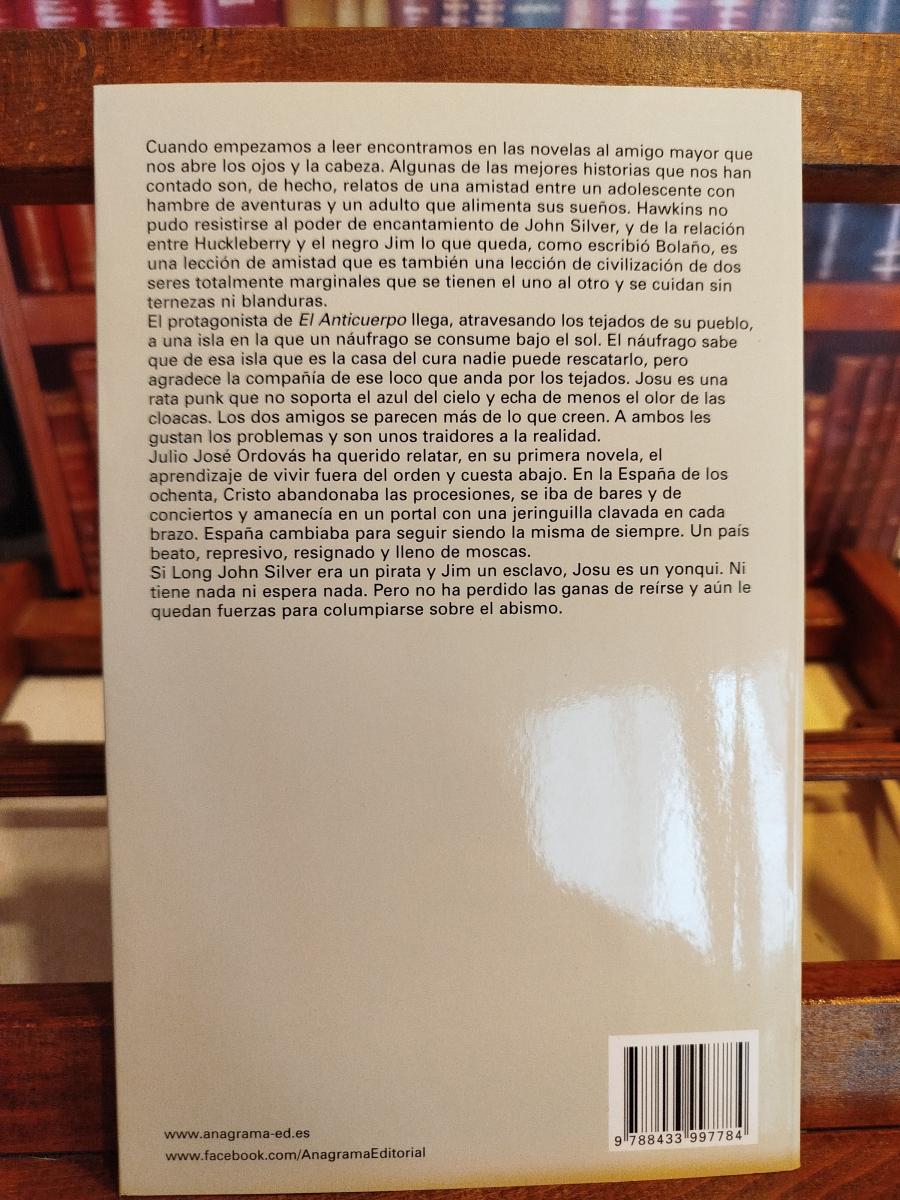 Cuando empezamos a leer encontramos en las novelas al amigo mayor que
nos abre los ojos y la cabeza. Algunas de las mejores historias que nos han
contado son, de hecho, relatos de una amistad entre un adolescente con
hambre de aventuras y un adulto que alimenta sus sueños. Hawkins no
pudo resistirse al poder de encantamiento de John Silver, y de la relación
entre Huckleberry y el negro Jim lo que queda, como escribió Bolaño, es
una lección de amistad que es también una lección de civilización de dos
seres totalmente marginales que se tienen el uno al otro y se cuidan sin
ternezas ni blanduras.
El protagonista de El Anticuerpo llega, atravesando los tejados de su pueblo,
a una isla en la que un náufrago se consume bajo el sol. El náufrago sabe
que de esa isla que es la casa del cura nadie puede rescatarlo, pero
agradece la compañía de ese loco que anda por los tejados. Josu es una
rata punk que no soporta el azul del cielo y echa de menos el olor de las
cloacas. Los dos amigos se parecen más de lo que creen. A ambos les
gustan los problemas y son unos traidores a la realidad.
Julio José Ordovás ha querido relatar, en su primera novela, el
aprendizaje de vivir fuera del orden y cuesta abajo. En la España de los
ochenta, Cristo abandonaba las procesiones, se iba de bares y de
conciertos y amanecía en un portal con una jeringuilla clavada en cada
brazo. España cambiaba para seguir siendo la misma de siempre. Un país
beato, represivo, resignado y lleno de moscas.
Si Long John Silver era un pirata y Jim un esclavo, Josu es un yonqui. Ni
tiene nada ni espera nada. Pero no ha perdido las ganas de reírse y aún le
quedan fuerzas para columpiarse sobre el abismo.
www.anagrama-ed.es
www.facebook.com/AnagramaEditorial
9 788433 997784